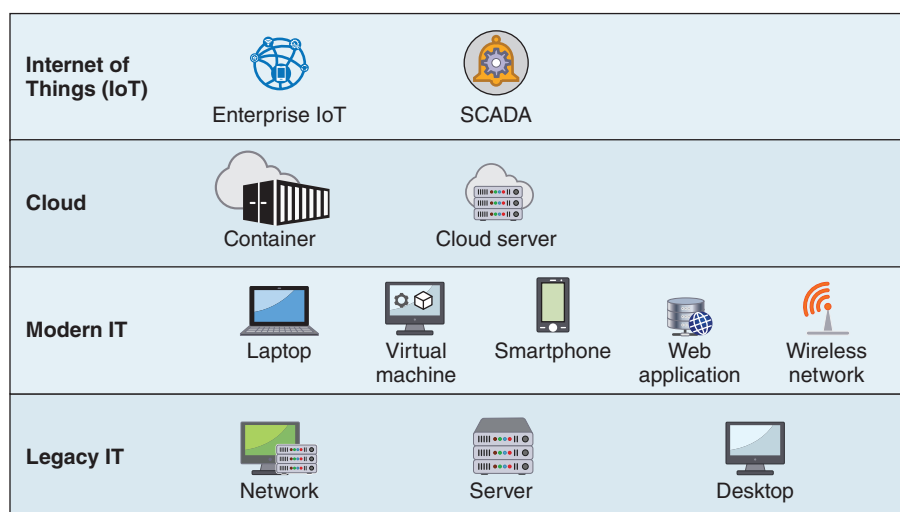 Internet of
Things (IoT)
Enterprise IoT
SCADA
Cloud
Container
Cloud server
Modern IT
Laptop
Virtual
machine
Smartphone
Web
application
Wireless
network
Legacy IT
Network
Server
Desktop